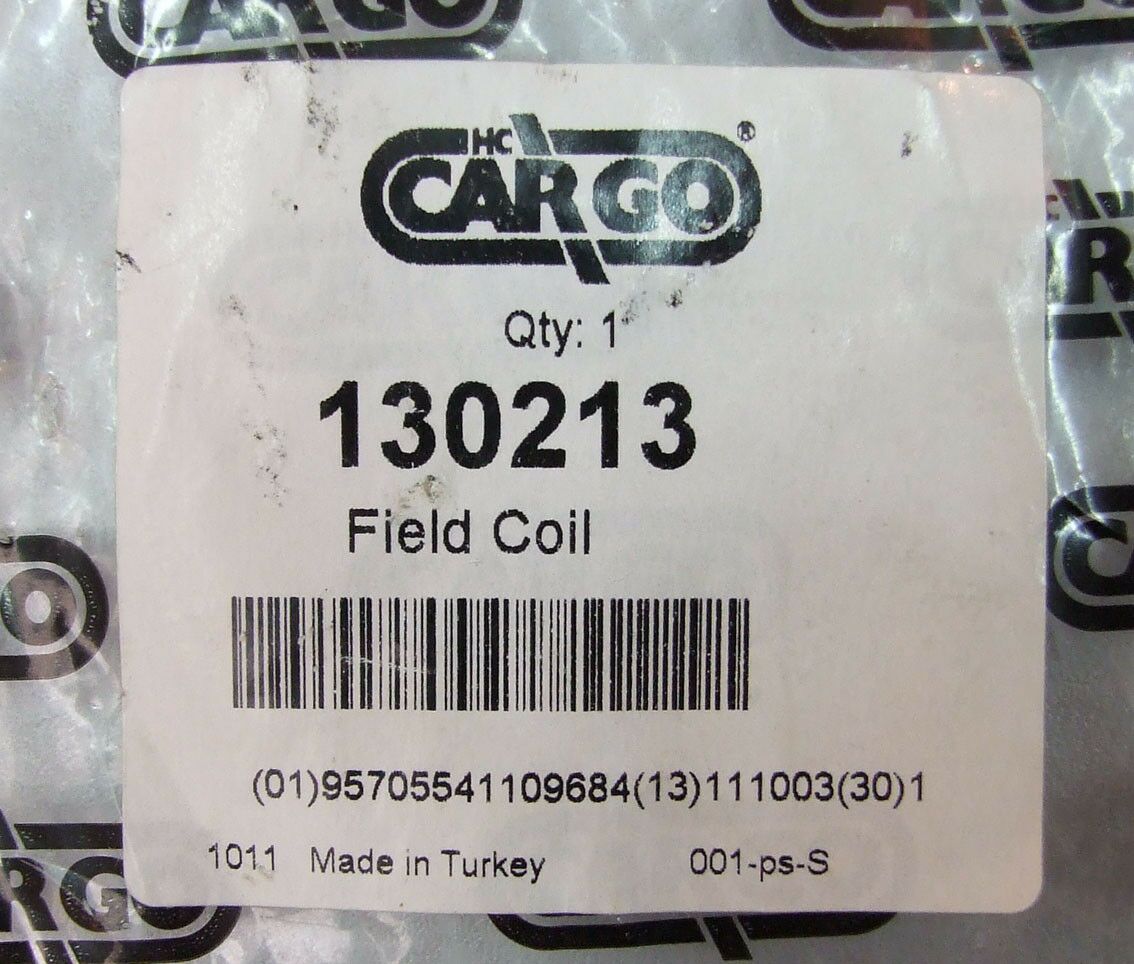 CARGO
HC
CARGO®
Qty: 1
130213
Field Coil
(01)95705541109684(13)111003(30)1
1011 Made in Turkey 001-ps-S